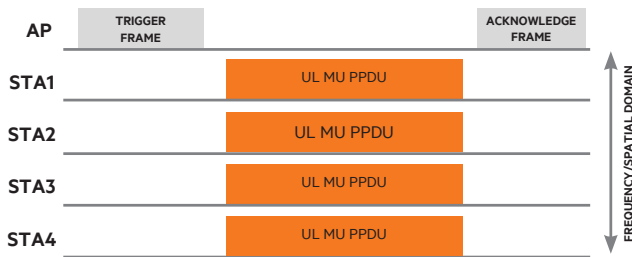 AP
TRIGGER
FRAME
ACKNOWLEDGE
FRAME
STA1
UL MU PPDU
STA2
UL MU PPDU
STA3
UL MU PPDU
STA4
UL MU PPDU
FREQUENCY/SPATIAL DOMAIN